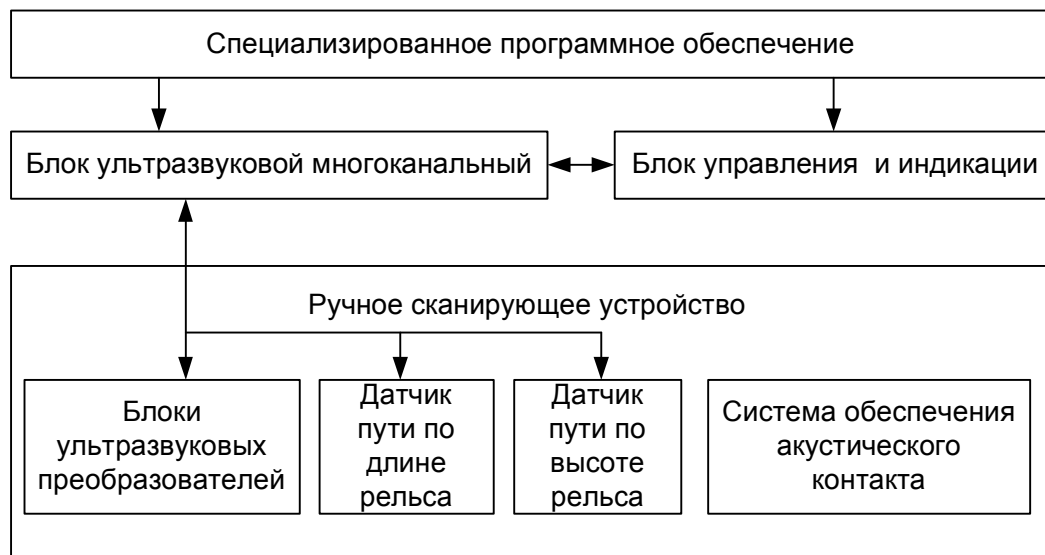 Специализированное программное обеспечение
Блок ультразвуковой многоканальный
Блок управления  и индикации
Ручное сканирующее устройство
Блоки
ультразвуковых
преобразователей
Датчик
пути по
длине
рельса
Датчик
пути по
высоте
рельса
Система обеспечения
акустического
контакта